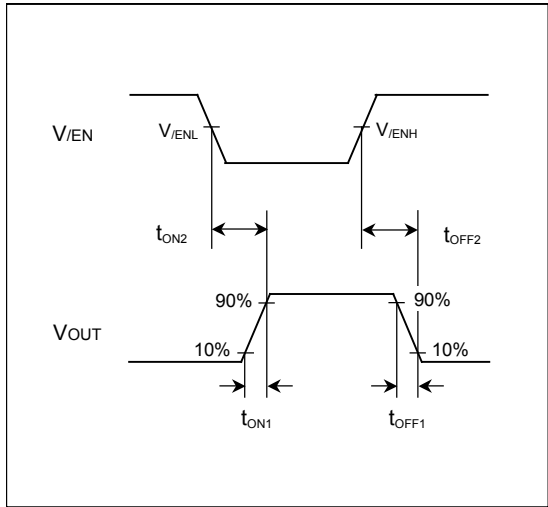 V/EN
V/ENL
V/ENH
tON2
tOFF2
90%
90%
VOUT
10%
10%
tON1
tOFF1